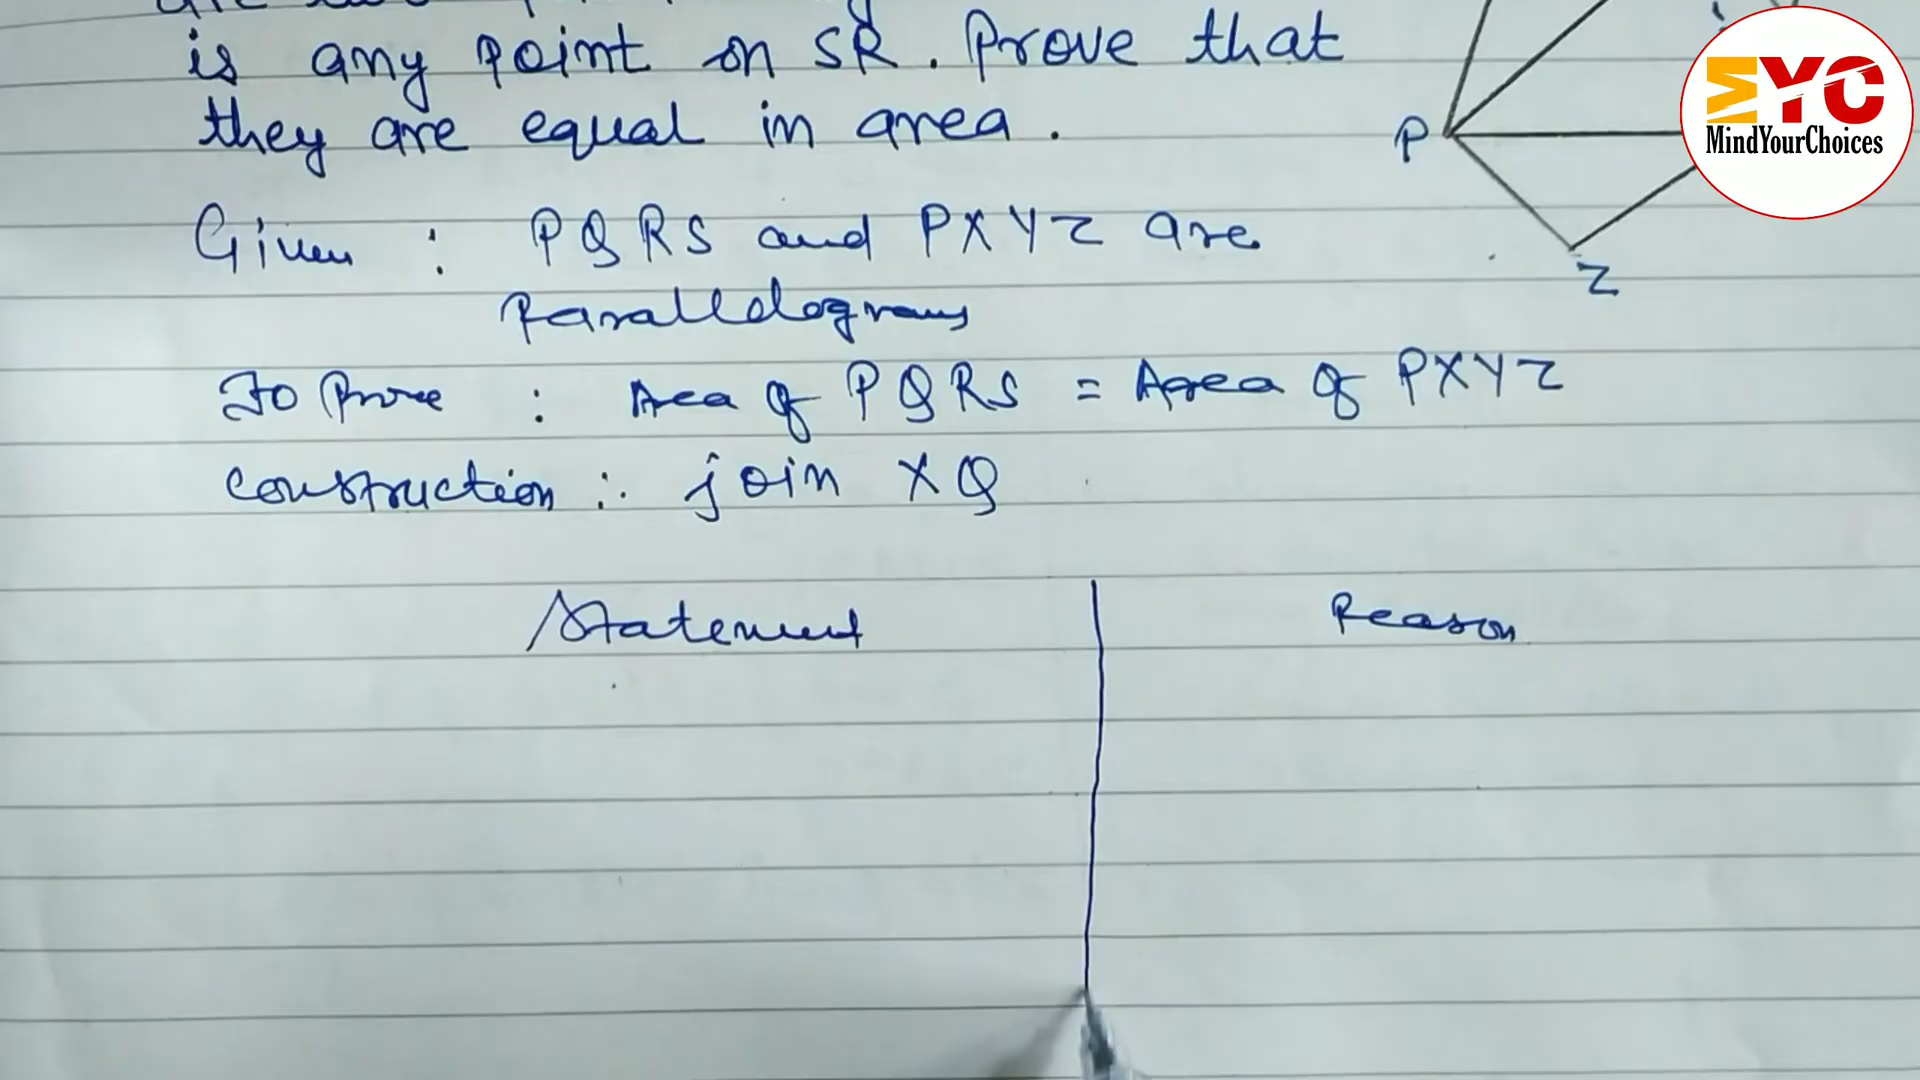 is any point on SR. Prove that
they are equal in area.
P
Z
MYC
MindYourChoices
Given : PQRS and PXYZ are
Parallelograms
To Prove : Area of PQRS = Area of PXYZ
Construction : join XQ
Statement
Reason